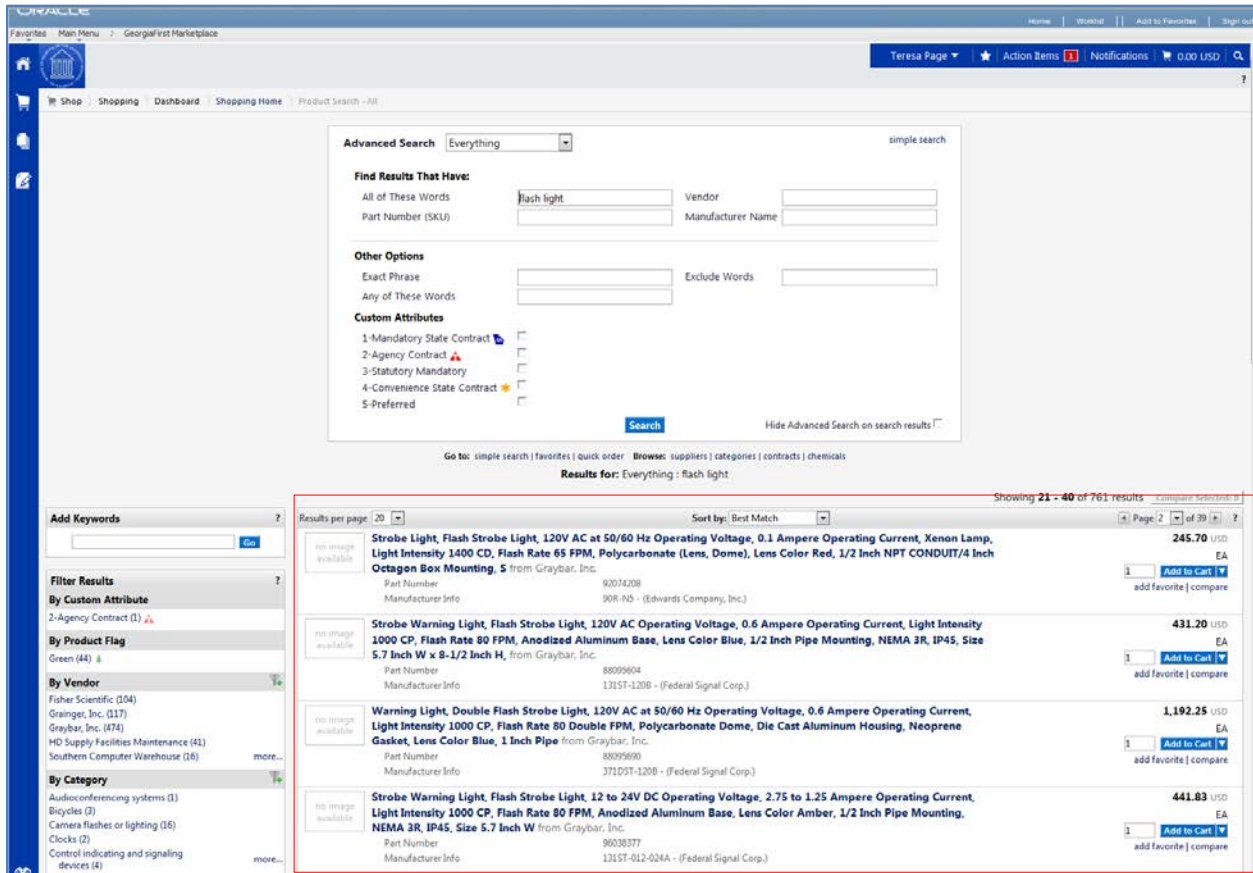 ORACLE
Home | Worklist || Add to Favorites | Sign out
Favorites Main Menu > GeorgiaFirst Marketplace
Teresa Page Action Items 1 Notifications 0.00 USD
?
Shop Shopping Dashboard Shopping Home Product Search - All
Advanced Search Everything simple search
Find Results That Have:
All of These Words flash light Vendor
Part Number (SKU) Manufacturer Name
Other Options
Exact Phrase Exclude Words
Any of These Words
Custom Attributes
1-Mandatory State Contract
2-Agency Contract
3-Statutory Mandatory
4-Convenience State Contract
5-Preferred
Search Hide Advanced Search on search results
Go to: simple search | favorites | quick order Browse: suppliers | categories | contracts | chemicals
Results for: Everything : flash light
Showing 21 - 40 of 761 results Compare Selected: 0
Add Keywords ?
Go
Filter Results ?
By Custom Attribute
2-Agency Contract (1)
By Product Flag
Green (44)
By Vendor
Fisher Scientific (104)
Grainger, Inc. (117)
Graybar, Inc. (474)
HD Supply Facilities Maintenance (41)
Southern Computer Warehouse (16) more...
By Category
Audioconferencing systems (1)
Bicycles (3)
Camera flashes or lighting (16)
Clocks (2)
Control indicating and signaling
devices (4) more...
Results per page 20 Sort by: Best Match Page 2 of 39 ?
no image
available
Strobe Light, Flash Strobe Light, 120V AC at 50/60 Hz Operating Voltage, 0.1 Ampere Operating Current, Xenon Lamp,
Light Intensity 1400 CD, Flash Rate 65 FPM, Polycarbonate (Lens, Dome), Lens Color Red, 1/2 Inch NPT CONDUIT/4 Inch
Octagon Box Mounting, S from Graybar, Inc.
Part Number 92074208
Manufacturer Info 90R-N5 - (Edwards Company, Inc.)
245.70 USD
EA
1 Add to Cart
add favorite | compare
no image
available
Strobe Warning Light, Flash Strobe Light, 120V AC Operating Voltage, 0.6 Ampere Operating Current, Light Intensity
1000 CP, Flash Rate 80 FPM, Anodized Aluminum Base, Lens Color Blue, 1/2 Inch Pipe Mounting, NEMA 3R, IP45, Size
5.7 Inch W x 8-1/2 Inch H, from Graybar, Inc.
Part Number 88095604
Manufacturer Info 131ST-120B - (Federal Signal Corp.)
431.20 USD
EA
1 Add to Cart
add favorite | compare
no image
available
Warning Light, Double Flash Strobe Light, 120V AC at 50/60 Hz Operating Voltage, 0.6 Ampere Operating Current,
Light Intensity 1000 CP, Flash Rate 80 Double FPM, Polycarbonate Dome, Die Cast Aluminum Housing, Neoprene
Gasket, Lens Color Blue, 1 Inch Pipe from Graybar, Inc.
Part Number 88095690
Manufacturer Info 371DST-120B - (Federal Signal Corp.)
1,192.25 USD
EA
1 Add to Cart
add favorite | compare
no image
available
Strobe Warning Light, Flash Strobe Light, 12 to 24V DC Operating Voltage, 2.75 to 1.25 Ampere Operating Current,
Light Intensity 1000 CP, Flash Rate 80 FPM, Anodized Aluminum Base, Lens Color Amber, 1/2 Inch Pipe Mounting,
NEMA 3R, IP45, Size 5.7 Inch W from Graybar, Inc.
Part Number 96038377
Manufacturer Info 131ST-012-024A - (Federal Signal Corp.)
441.83 USD
EA
1 Add to Cart
add favorite | compare